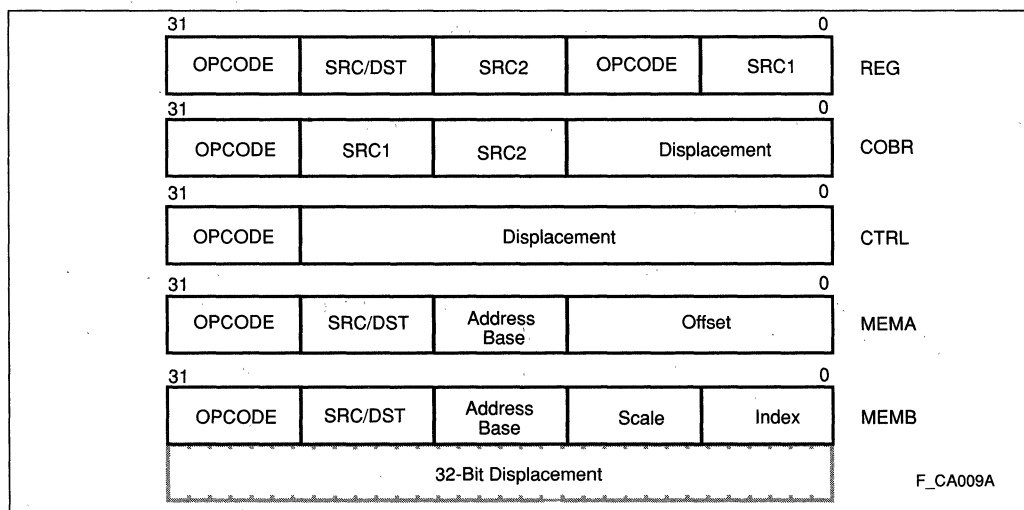 31 0
OPCODE SRC/DST SRC2 OPCODE SRC1 REG
31 0
OPCODE SRC1 SRC2 Displacement COBR
31 0
OPCODE Displacement CTRL
31 0
OPCODE SRC/DST Address Base Offset MEMA
31 0
OPCODE SRC/DST Address Base Scale Index MEMB
32-Bit Displacement
F_CA009A